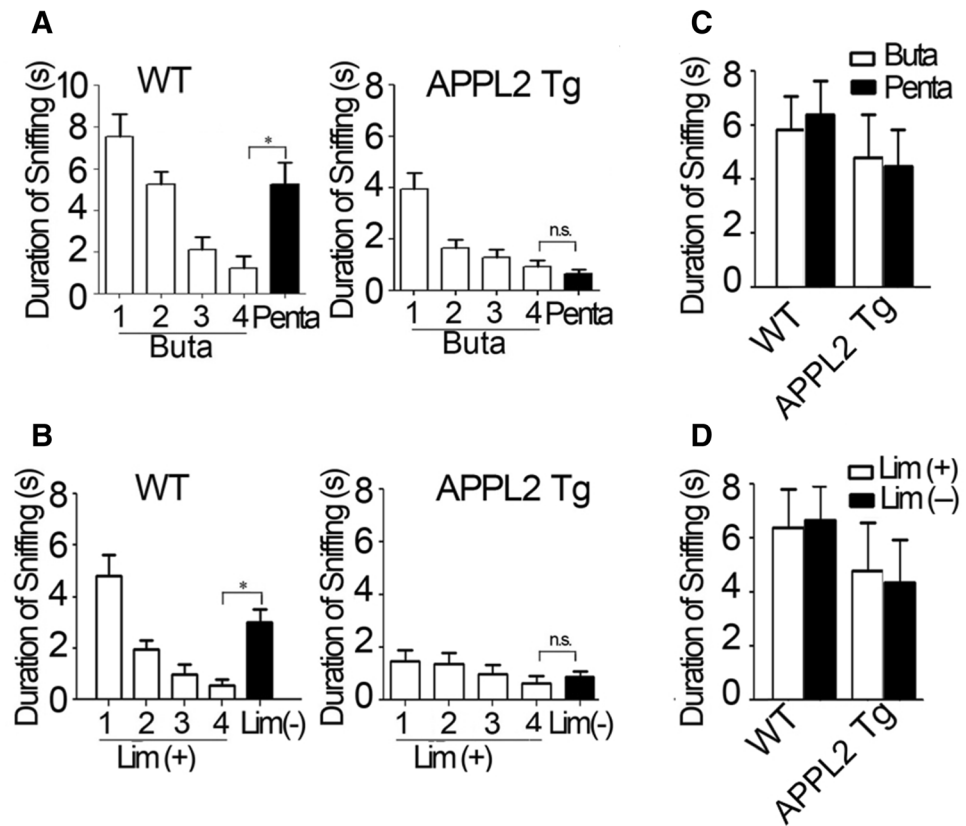 A
WT
Duration of Sniffing (s)
10
8
6
4
2
0
*
1 2 3 4 Penta
Buta
APPL2 Tg
Duration of Sniffing (s)
8
6
4
2
0
n.s.
1 2 3 4 Penta
Buta
C
Buta
Penta
Duration of Sniffing (s)
8
6
4
2
0
WT
APPL2 Tg
B
WT
Duration of Sniffing (s)
8
6
4
2
0
*
1 2 3 4 Lim(-)
Lim (+)
APPL2 Tg
Duration of Sniffing (s)
8
6
4
2
0
n.s.
1 2 3 4 Lim(-)
Lim (+)
D
Lim (+)
Lim (–)
Duration of Sniffing (s)
8
6
4
2
0
WT
APPL2 Tg